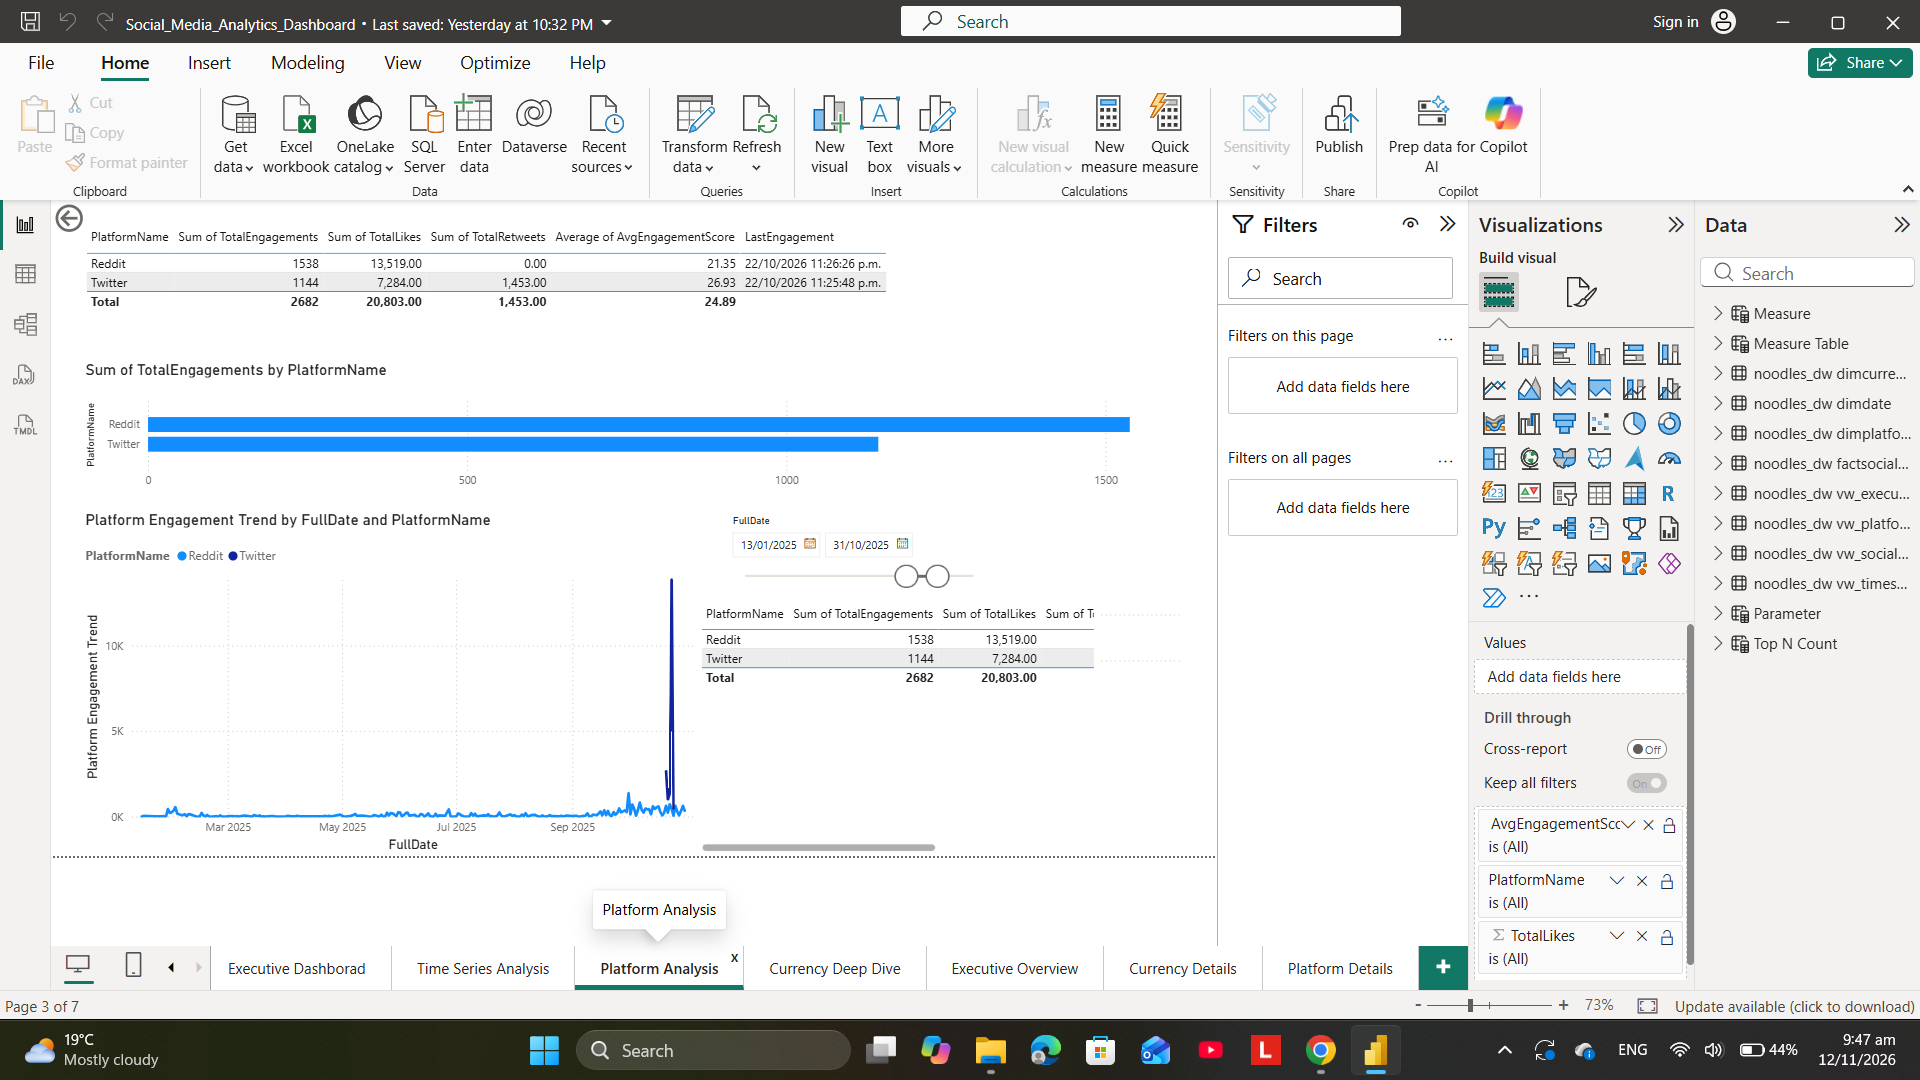 Social_Media_Analytics_Dashboard • Last saved: Yesterday at 10:32 PM
Search
Sign in
File Home Insert Modeling View Optimize Help
Share
Paste
Cut
Copy
Format painter
Clipboard
Get data
Excel workbook
OneLake catalog
SQL Server
Enter data
Dataverse
Recent sources
Data
Transform data
Refresh
Queries
New visual
Text box
More visuals
Insert
New visual calculation
New measure
Quick measure
Calculations
Sensitivity
Sensitivity
Publish
Share
Prep data for AI
Copilot
Copilot
PlatformName Sum of TotalEngagements Sum of TotalLikes Sum of TotalRetweets Average of AvgEngagementScore LastEngagement
Reddit 1538 13,519.00 0.00 21.35 22/10/2026 11:26:26 p.m.
Twitter 1144 7,284.00 1,453.00 26.93 22/10/2026 11:25:48 p.m.
Total 2682 20,803.00 1,453.00 24.89
Sum of TotalEngagements by PlatformName
PlatformName
Reddit
Twitter
0 500 1000 1500
Platform Engagement Trend by FullDate and PlatformName
PlatformName Reddit Twitter
Platform Engagement Trend
10K
5K
0K
Mar 2025 May 2025 Jul 2025 Sep 2025
FullDate
FullDate
13/01/2025 31/10/2025
PlatformName Sum of TotalEngagements Sum of TotalLikes Sum of T
Reddit 1538 13,519.00
Twitter 1144 7,284.00
Total 2682 20,803.00
DAX
TMDL
Filters
Search
Filters on this page ...
Add data fields here
Filters on all pages ...
Add data fields here
Visualizations
Build visual
123
R
Py
...
Values
Add data fields here
Drill through
Cross-report Off
Keep all filters On
AvgEngagementSco
is (All)
PlatformName
is (All)
TotalLikes
is (All)
Data
Search
Measure
Measure Table
noodles_dw dimcurre...
noodles_dw dimdate
noodles_dw dimplatfo...
noodles_dw factsocial...
noodles_dw vw_execu...
noodles_dw vw_platfo...
noodles_dw vw_social...
noodles_dw vw_times...
Parameter
Top N Count
Platform Analysis
Executive Dashborad
Time Series Analysis
Platform Analysis x
Currency Deep Dive
Executive Overview
Currency Details
Platform Details
+
Page 3 of 7
- + 73%
Update available (click to download)
19°C
Mostly cloudy
Search
L
ENG
44%
9:47 am
12/11/2026